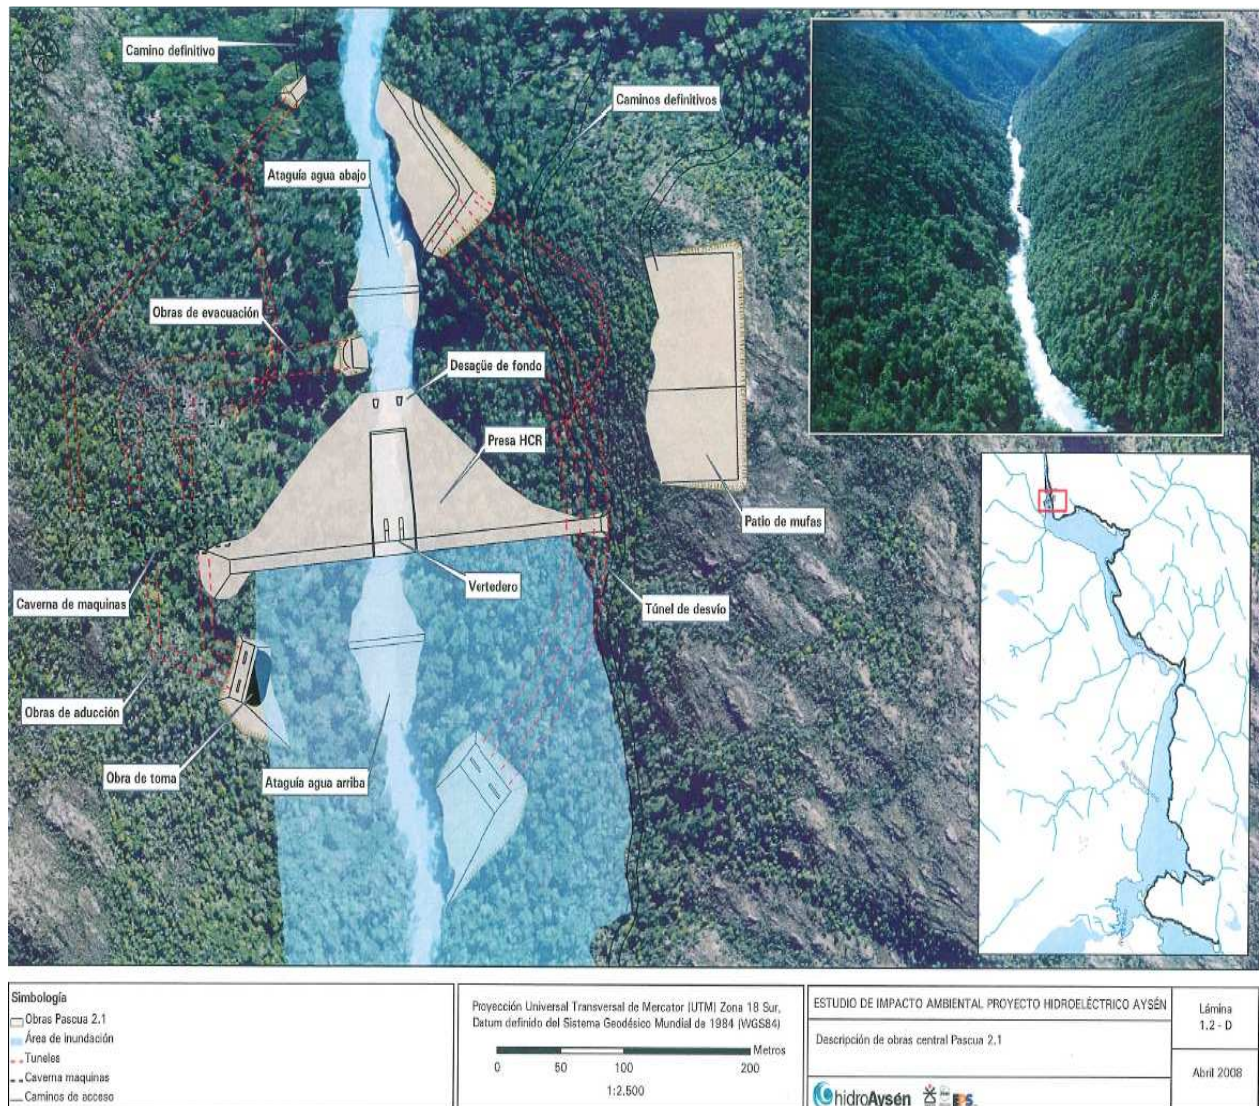 Camino definitivo
Caminos definitivos
Ataguía agua abajo
Obras de evacuación
Desagüe de fondo
Presa HCR
Patio de mufas
Vertedero
Caverna de maquinas
Túnel de desvío
Obras de aducción
Obra de toma
Ataguía agua arriba
Simbología
Obras Pascua 2.1
Área de inundación
Tuneles
Caverna maquinas
Caminos de acceso
Proyección Universal Transversal de Mercator (UTM) Zona 18 Sur,
Datum definido del Sistema Geodésico Mundial de 1984 (WGS84)
Metros
0 50 100 200
1:2.500
ESTUDIO DE IMPACTO AMBIENTAL PROYECTO HIDROELÉCTRICO AYSÉN
Descripción de obras central Pascua 2.1
hidroAysén
Lámina
1.2 - D
Abril 2008